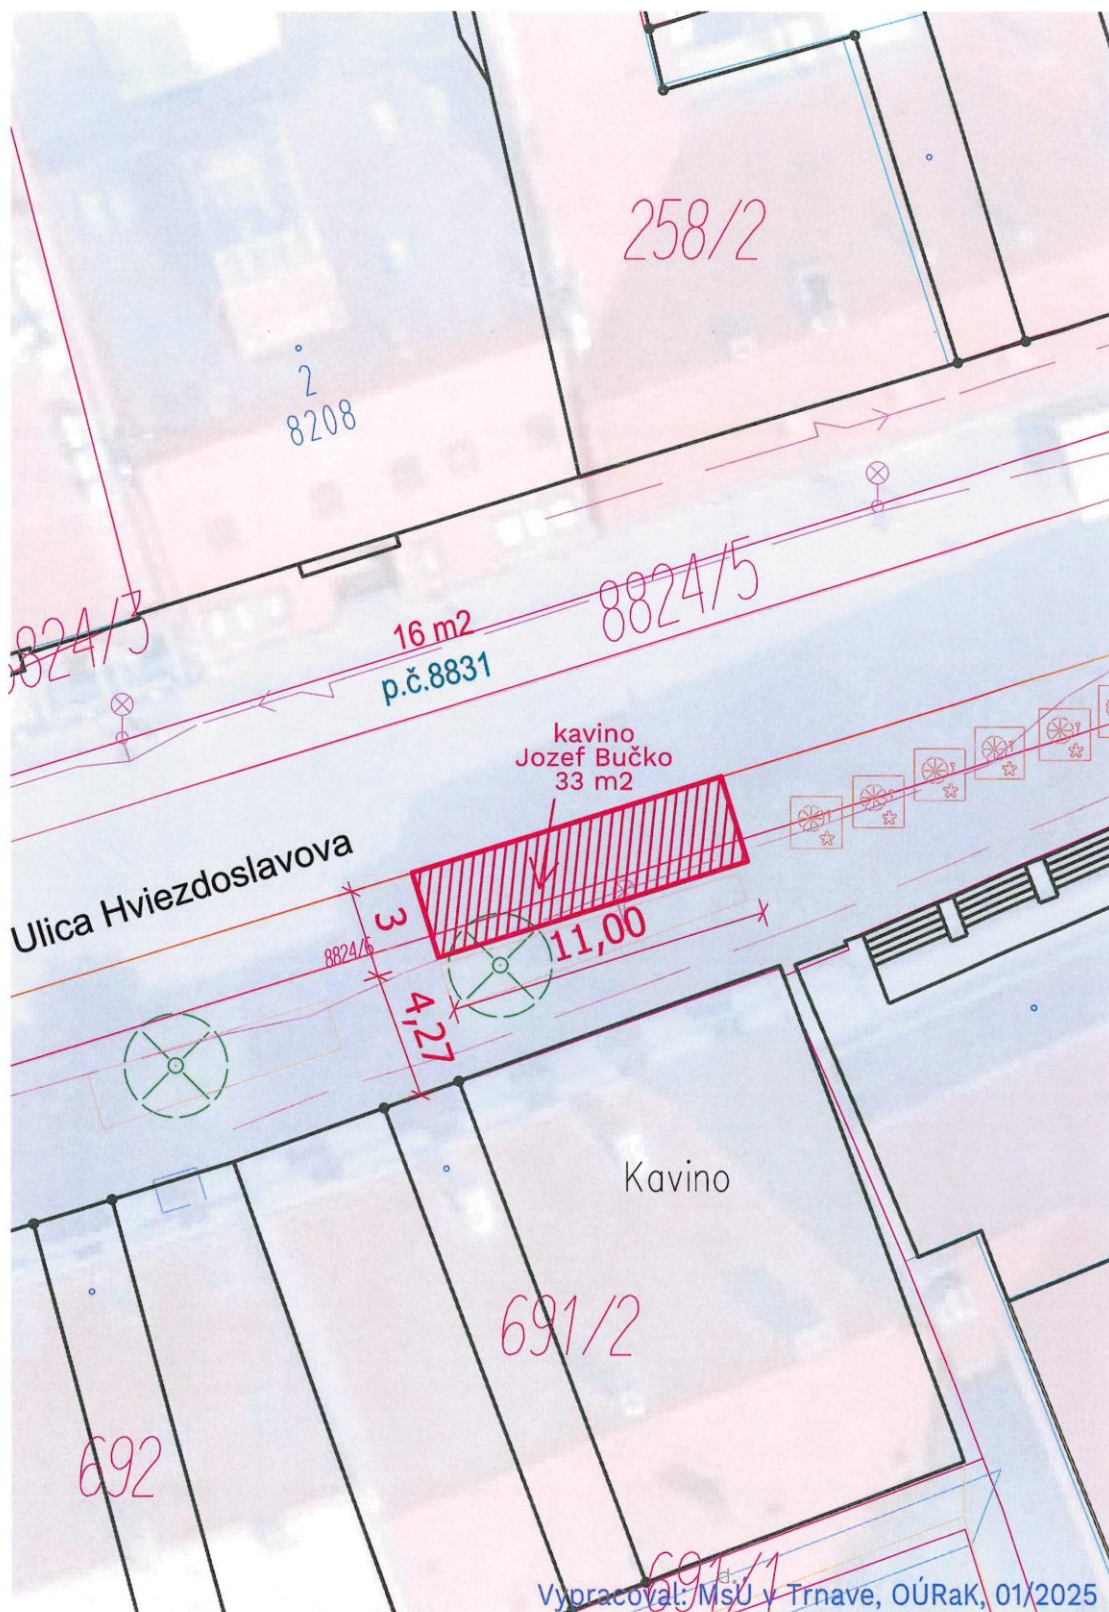 258/2
2
8208
8824/3
8824/5
16 m2
p.č.8831
kavino
Jozef Bučko
33 m2
Ulica Hviezdoslavova
3
8824/5
11,00
4,27
Kavino
691/2
692
691/1
Vypracoval: MsÚ v Trnave, OÚRaK, 01/2025